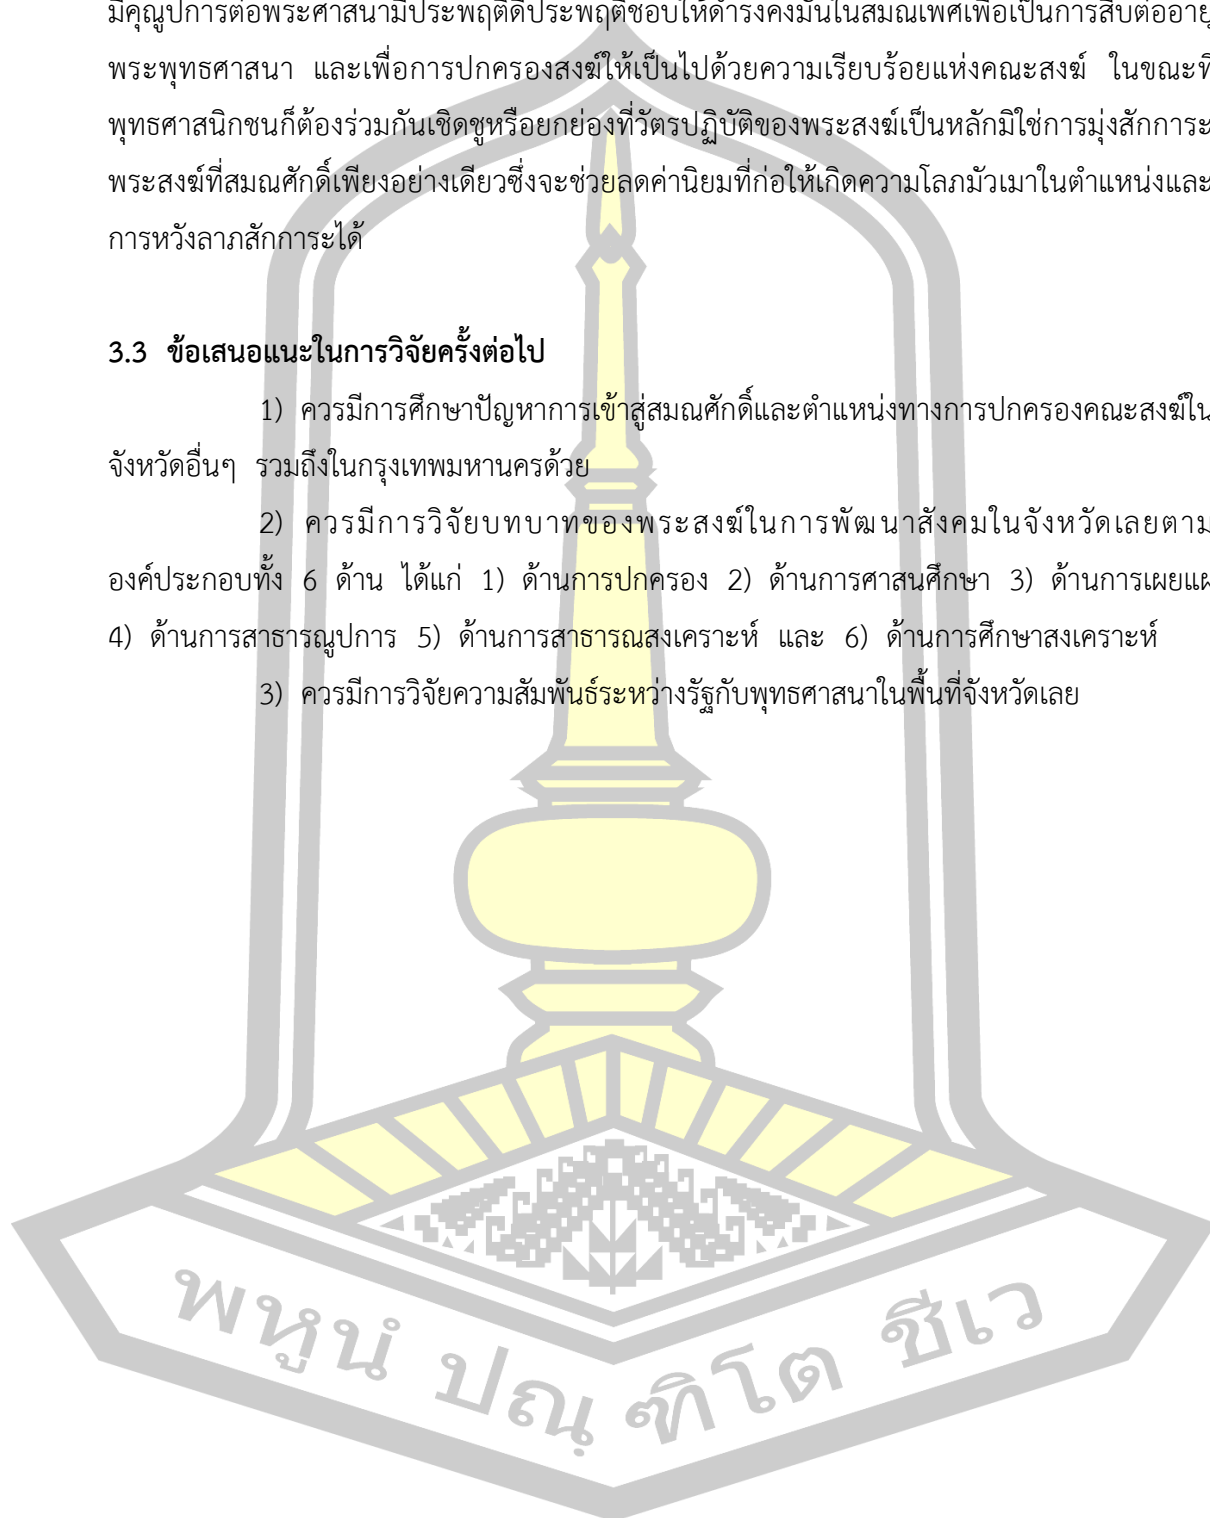 มีคุณูปการต่อพระศาสนามีประพฤติดีประพฤติชอบให้ดำรงคงมั่นในสมณเพศเพื่อเป็นการสืบต่ออายุ
พระพุทธศาสนา และเพื่อการปกครองสงฆ์ให้เป็นไปด้วยความเรียบร้อยแห่งคณะสงฆ์ ในขณะที่
พุทธศาสนิกชนก็ต้องร่วมกันเชิดชูหรือยกย่องที่วัตรปฏิบัติของพระสงฆ์เป็นหลักมิใช่การมุ่งสักการะ
พระสงฆ์ที่สมณศักดิ์เพียงอย่างเดียวซึ่งจะช่วยลดค่านิยมที่ก่อให้เกิดความโลภมัวเมาในตำแหน่งและ
การหวังลาภสักการะได้
3.3 ข้อเสนอแนะในการวิจัยครั้งต่อไป
1) ควรมีการศึกษาปัญหาการเข้าสู่สมณศักดิ์และตำแหน่งทางการปกครองคณะสงฆ์ใน
จังหวัดอื่นๆ รวมถึงในกรุงเทพมหานครด้วย
2) ควรมีการวิจัยบทบาทของพระสงฆ์ในการพัฒนาสังคมในจังหวัดเลยตาม
องค์ประกอบทั้ง 6 ด้าน ได้แก่ 1) ด้านการปกครอง 2) ด้านการศาสนศึกษา 3) ด้านการเผยแผ่
4) ด้านการสาธารณูปการ 5) ด้านการสาธารณสงเคราะห์ และ 6) ด้านการศึกษาสงเคราะห์
3) ควรมีการวิจัยความสัมพันธ์ระหว่างรัฐกับพุทธศาสนาในพื้นที่จังหวัดเลย
พหูนํ ปณฺฑิโต ชีเว